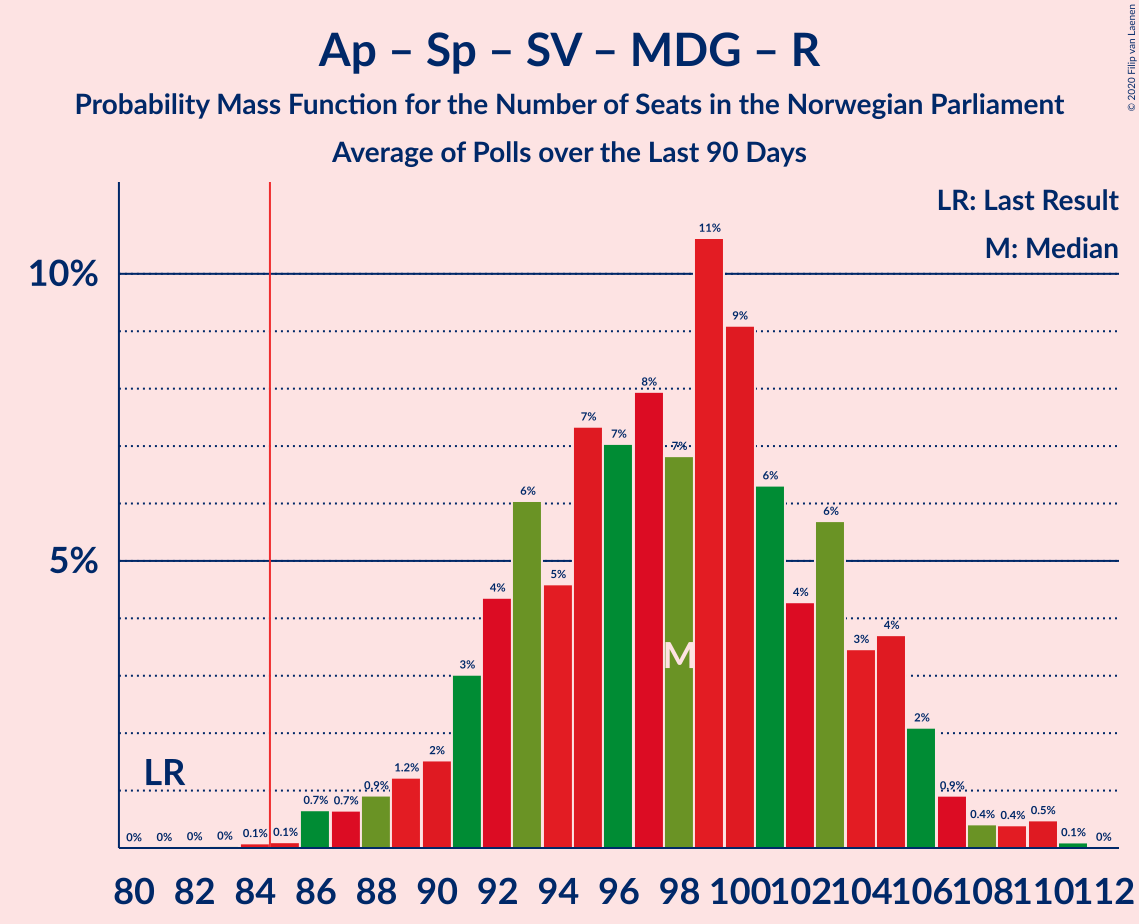 Ap – Sp – SV – MDG – R
Probability Mass Function for the Number of Seats in the Norwegian Parliament
Average of Polls over the Last 90 Days
© 2020 Filip van Laenen
LR: Last Result
M: Median
10%
5%
0% 0% 0% 0% 0.1% 0.1% 0.7% 0.7% 0.9% 1.2% 2% 3% 4% 6% 5% 7% 7% 8% 7% 11% 9% 6% 4% 6% 3% 4% 2% 0.9% 0.4% 0.4% 0.5% 0.1% 0%
M
LR
80 82 84 86 88 90 92 94 96 98 100 102 104 106 108 110 112